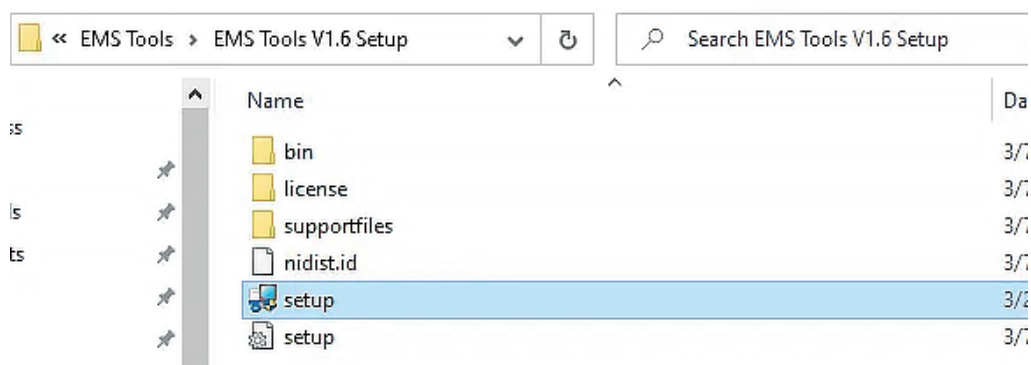 « EMS Tools > EMS Tools V1.6 Setup
Search EMS Tools V1.6 Setup
Name
bin
license
supportfiles
nidist.id
setup
setup